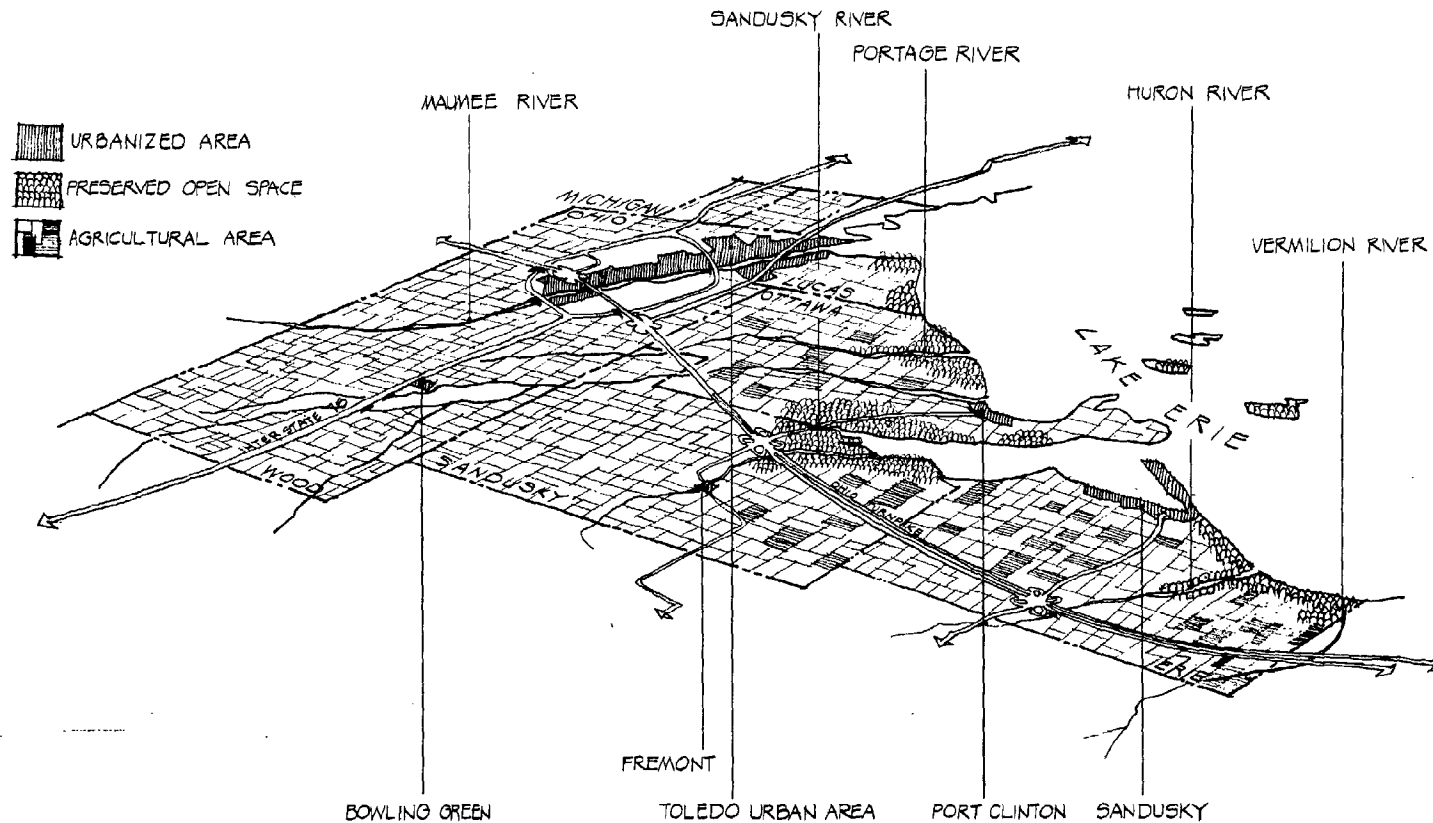 SANDUSKY RIVER
PORTAGE RIVER
HURON RIVER
MAUMEE RIVER
URBANIZED AREA
PRESERVED OPEN SPACE
AGRICULTURAL AREA
MICHIGAN
OHIO
VERMILION RIVER
LUCAS
OTTAWA
LAKE
ERIE
INTERSTATE 75
WOOD
SANDUSKY
OHIO TURNPIKE
ERIE
FREMONT
BOWLING GREEN
TOLEDO URBAN AREA
PORT CLINTON
SANDUSKY